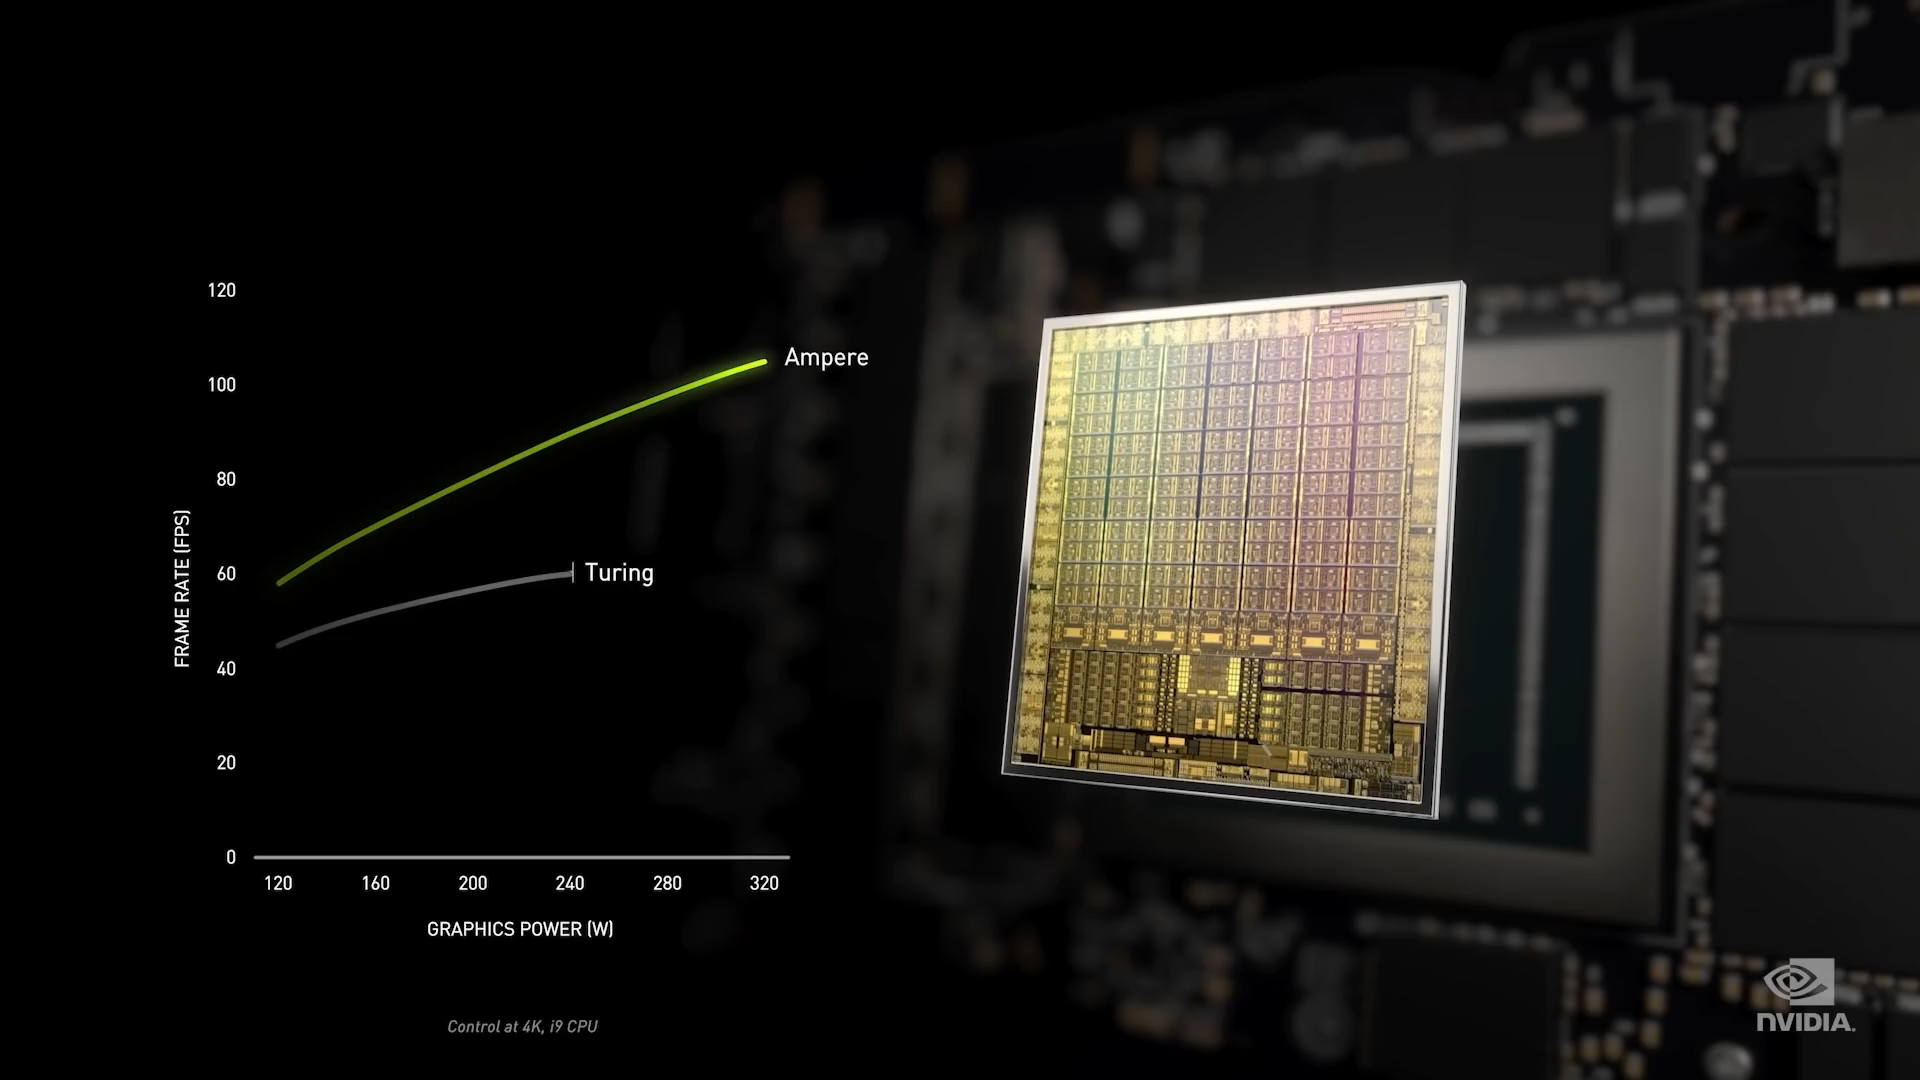 120
100
80
60
40
20
0
FRAME RATE (FPS)
Ampere
Turing
120 160 200 240 280 320
GRAPHICS POWER (W)
Control at 4K, i9 CPU
NVIDIA.